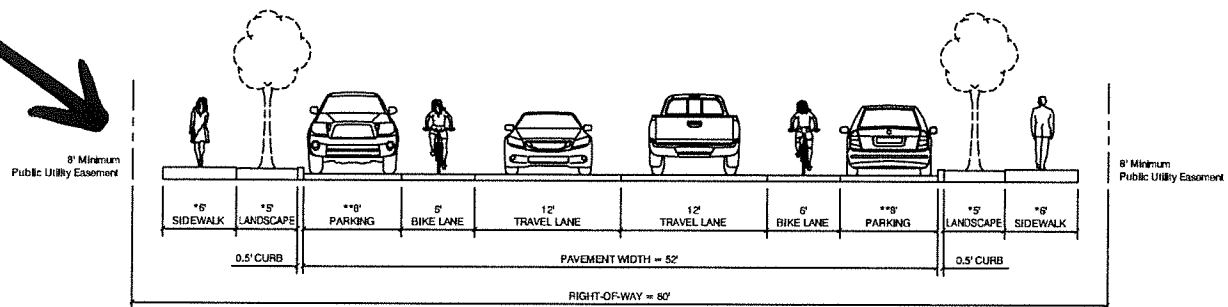 8' Minimum
Public Utility Easement
8' Minimum
Public Utility Easement
*6'
SIDEWALK
*5'
LANDSCAPE
**8'
PARKING
6'
BIKE LANE
12'
TRAVEL LANE
12'
TRAVEL LANE
6'
BIKE LANE
**8'
PARKING
*5'
LANDSCAPE
*6'
SIDEWALK
0.5' CURB
PAVEMENT WIDTH = 52'
0.5' CURB
RIGHT-OF-WAY = 80'